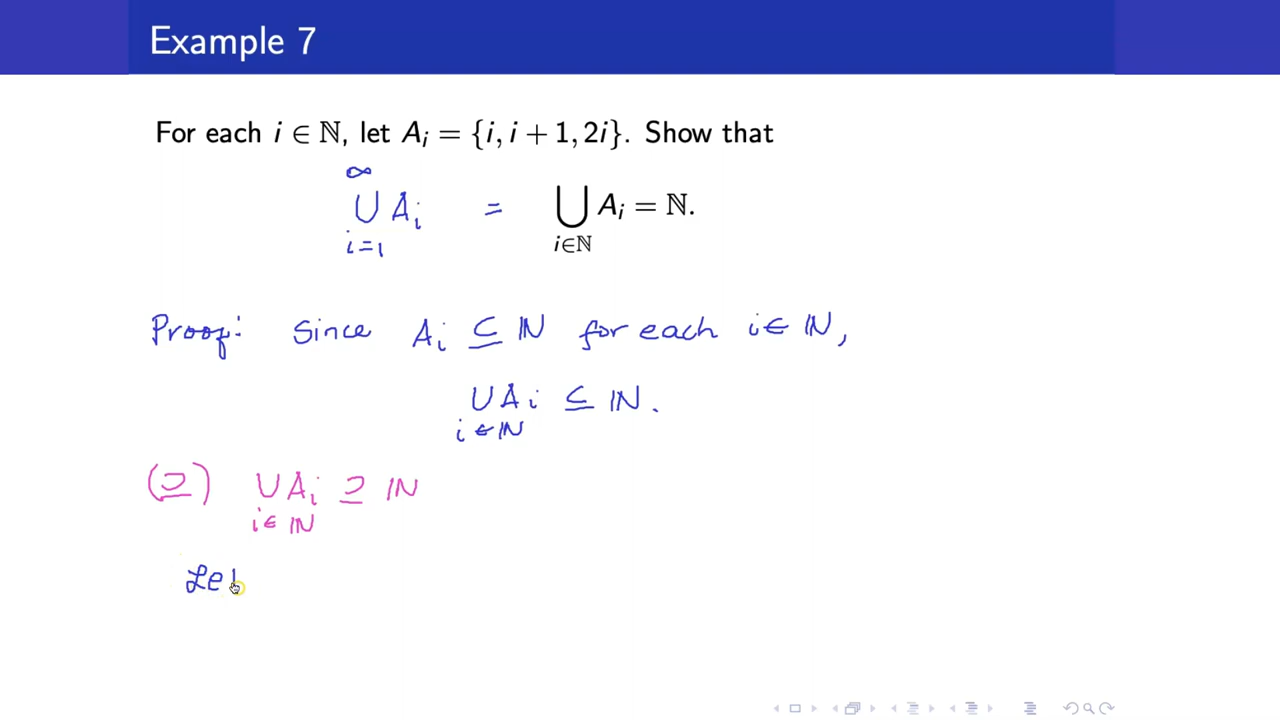 Example 7
For each i ∈ ℕ, let Aᵢ = {i, i + 1, 2i}. Show that
∞
∪ Aᵢ = ⋃ Aᵢ = ℕ.
i=1 i∈ℕ
Proof: Since Aᵢ ⊆ ℕ for each i ∈ ℕ,
∪ Aᵢ ⊆ ℕ.
i ∈ ℕ
(⊇) ∪ Aᵢ ⊇ ℕ
i ∈ ℕ
Let